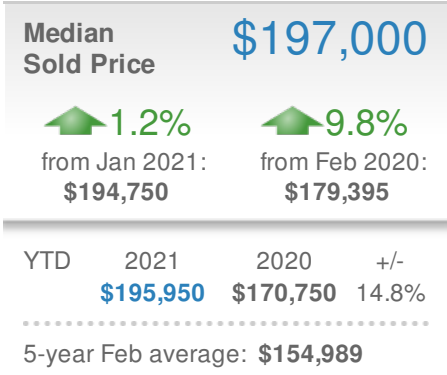 Median $197,000
Sold Price
1.2% 9.8%
from Jan 2021: from Feb 2020:
$194,750 $179,395
YTD 2021 2020 +/-
$195,950 $170,750 14.8%
5-year Feb average: $154,989